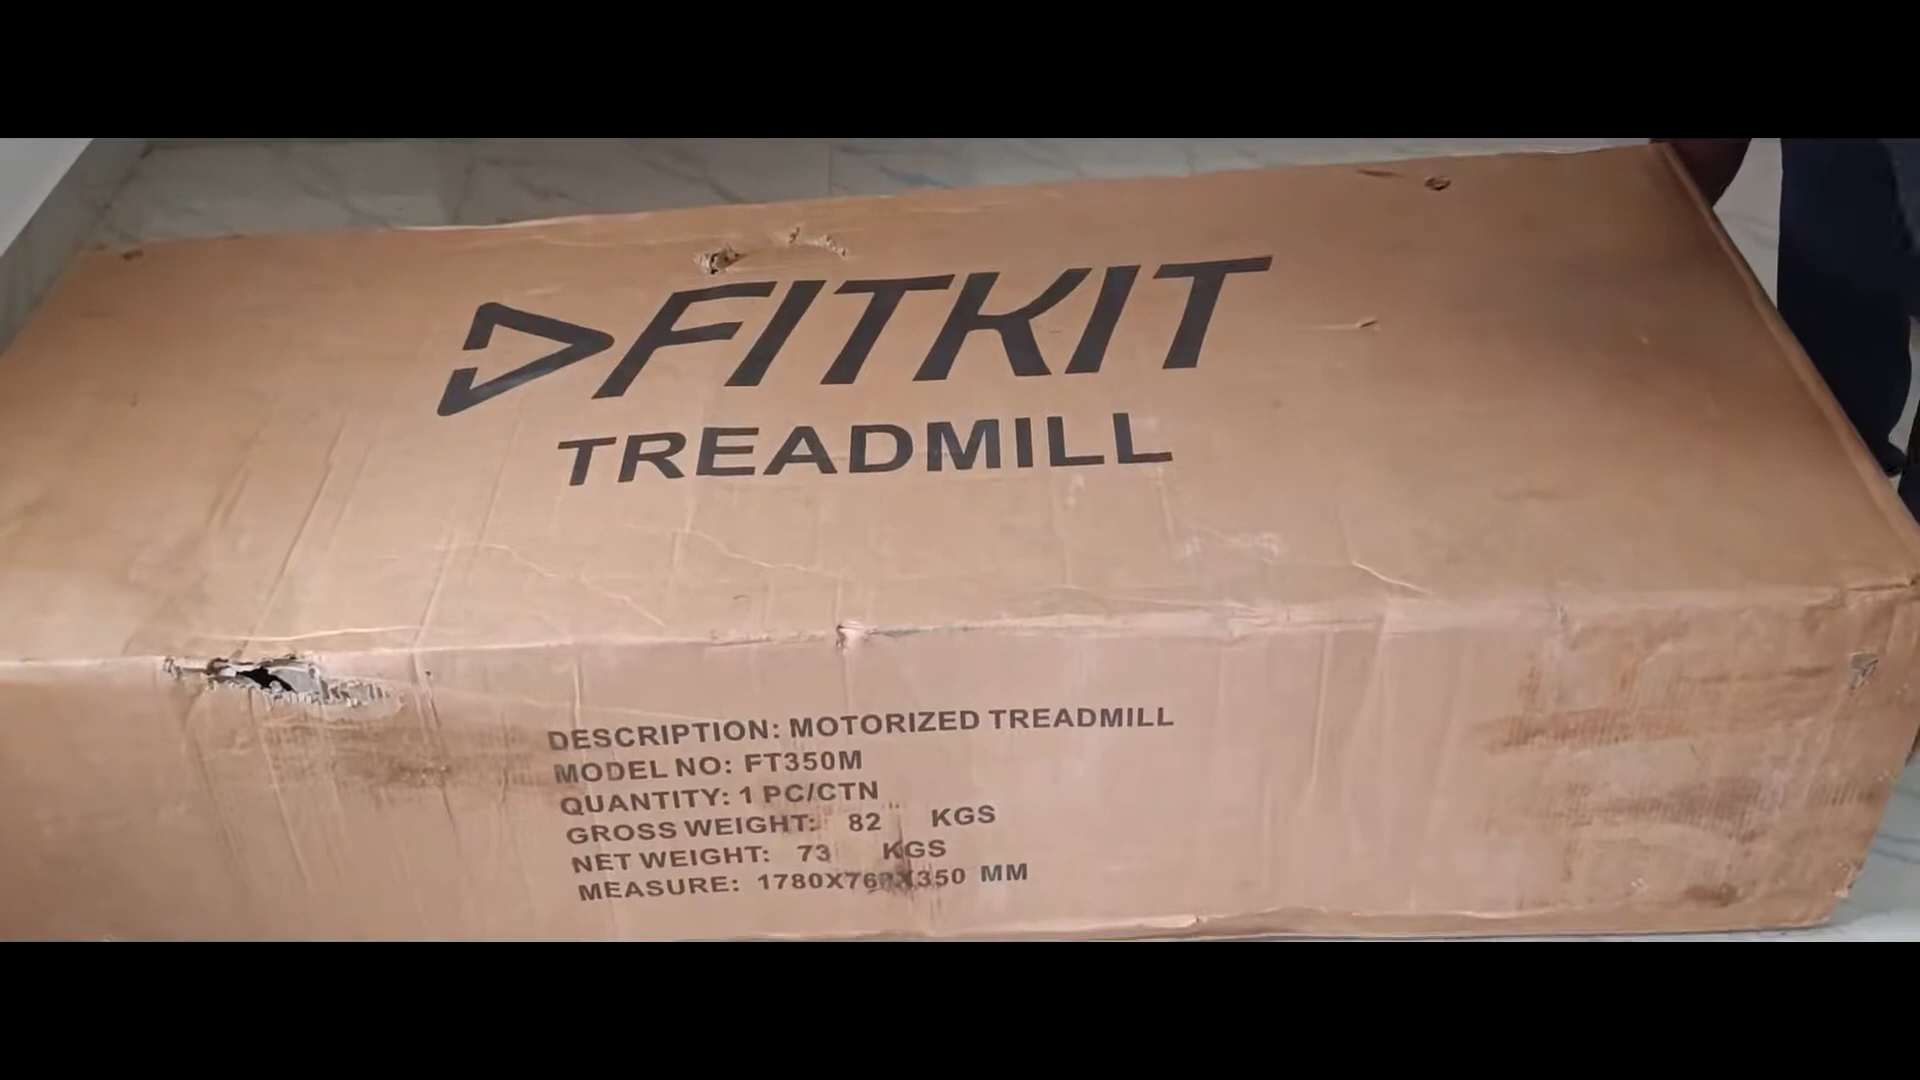 FITKIT
TREADMILL
DESCRIPTION: MOTORIZED TREADMILL
MODEL NO: FT350M
QUANTITY: 1 PC/CTN
GROSS WEIGHT: 82 KGS
NET WEIGHT: 73 KGS
MEASURE: 1780X760X350 MM